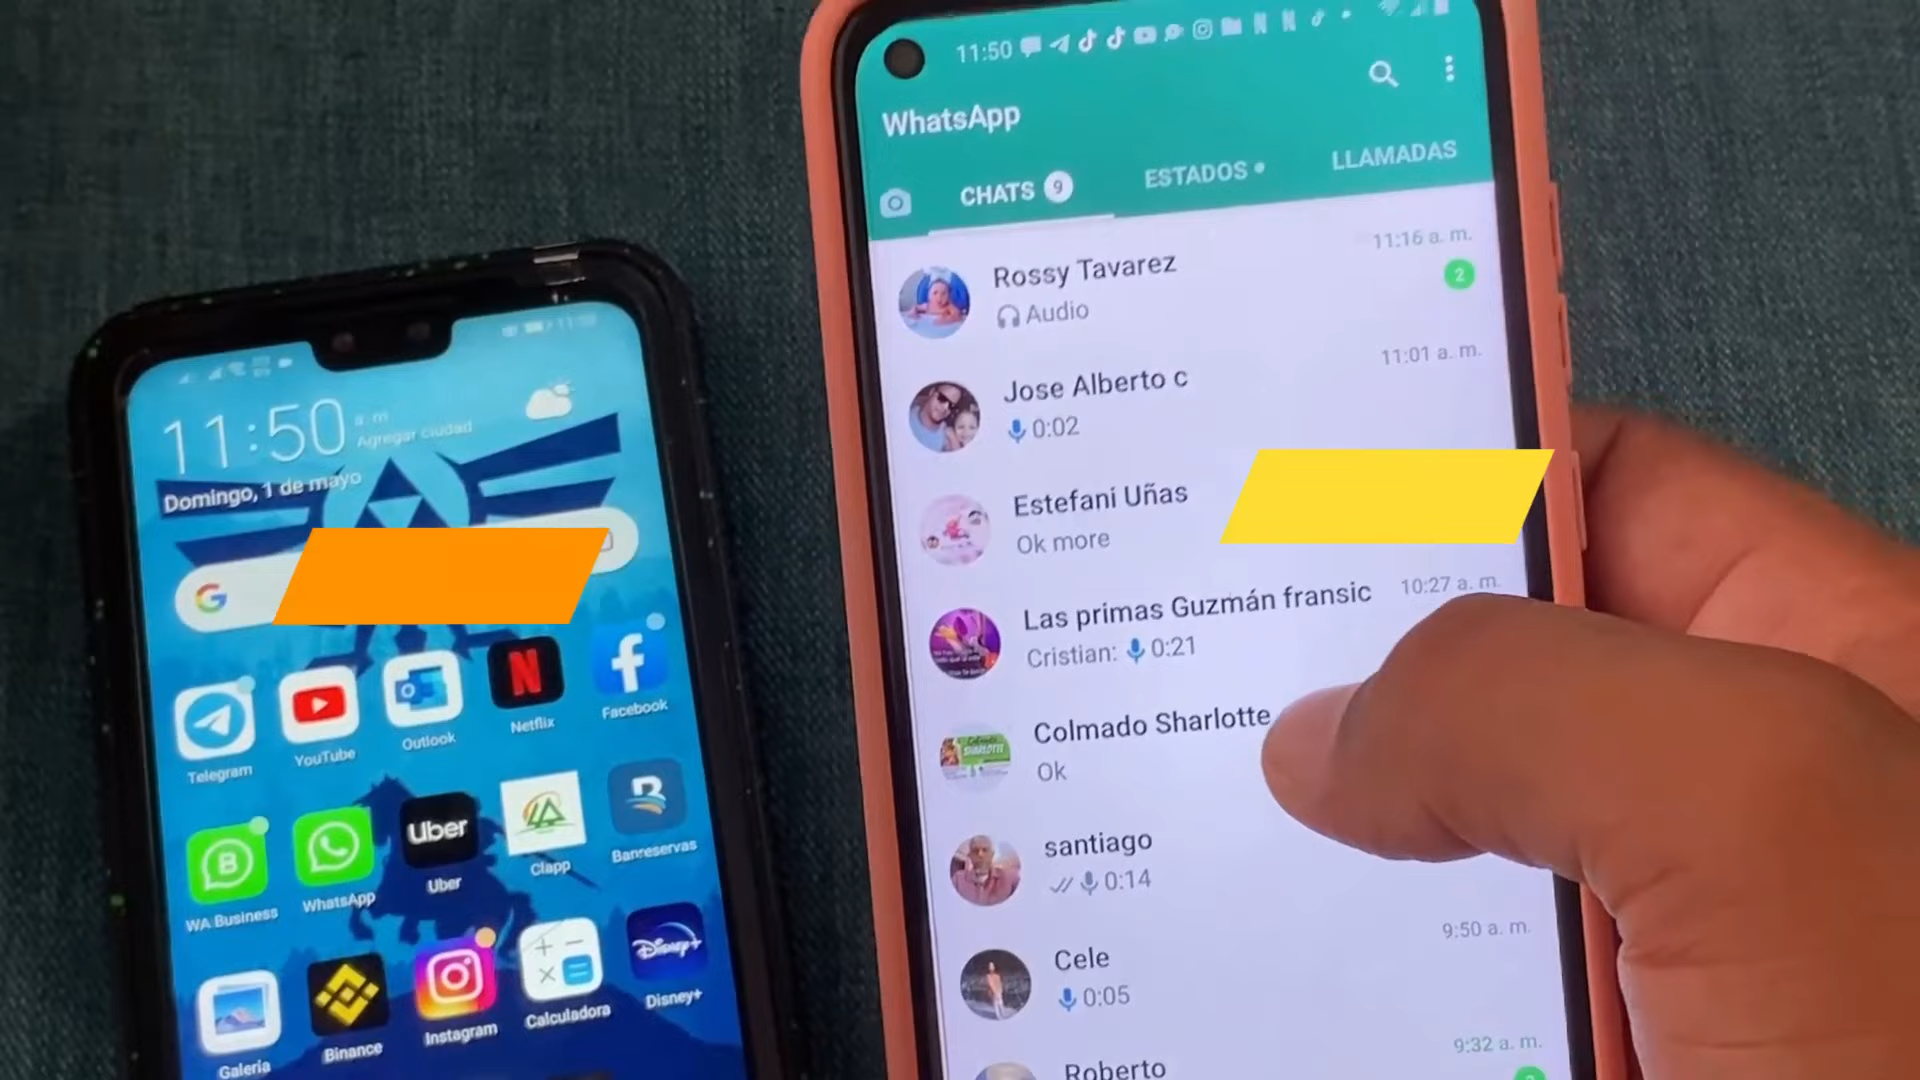 11:50 a. m.
Agregar ciudad
Domingo, 1 de mayo
G
Telegram
YouTube
Outlook
Netflix
Facebook
WA Business
WhatsApp
Uber
Uber
Clapp
Banreservas
Galería
Binance
Instagram
Calculadora
Disney+
Disney+
11:50
WhatsApp
CHATS 9
ESTADOS •
LLAMADAS
Rossy Tavarez
11:16 a. m.
Audio
2
Jose Alberto c
11:01 a. m.
0:02
Estefani Uñas
Ok more
Las primas Guzmán fransic
10:27 a. m.
Cristian: 0:21
Colmado Sharlotte
Ok
SHARLOTTE
santiago
0:14
Cele
9:50 a. m.
0:05
Roberto
9:32 a. m.